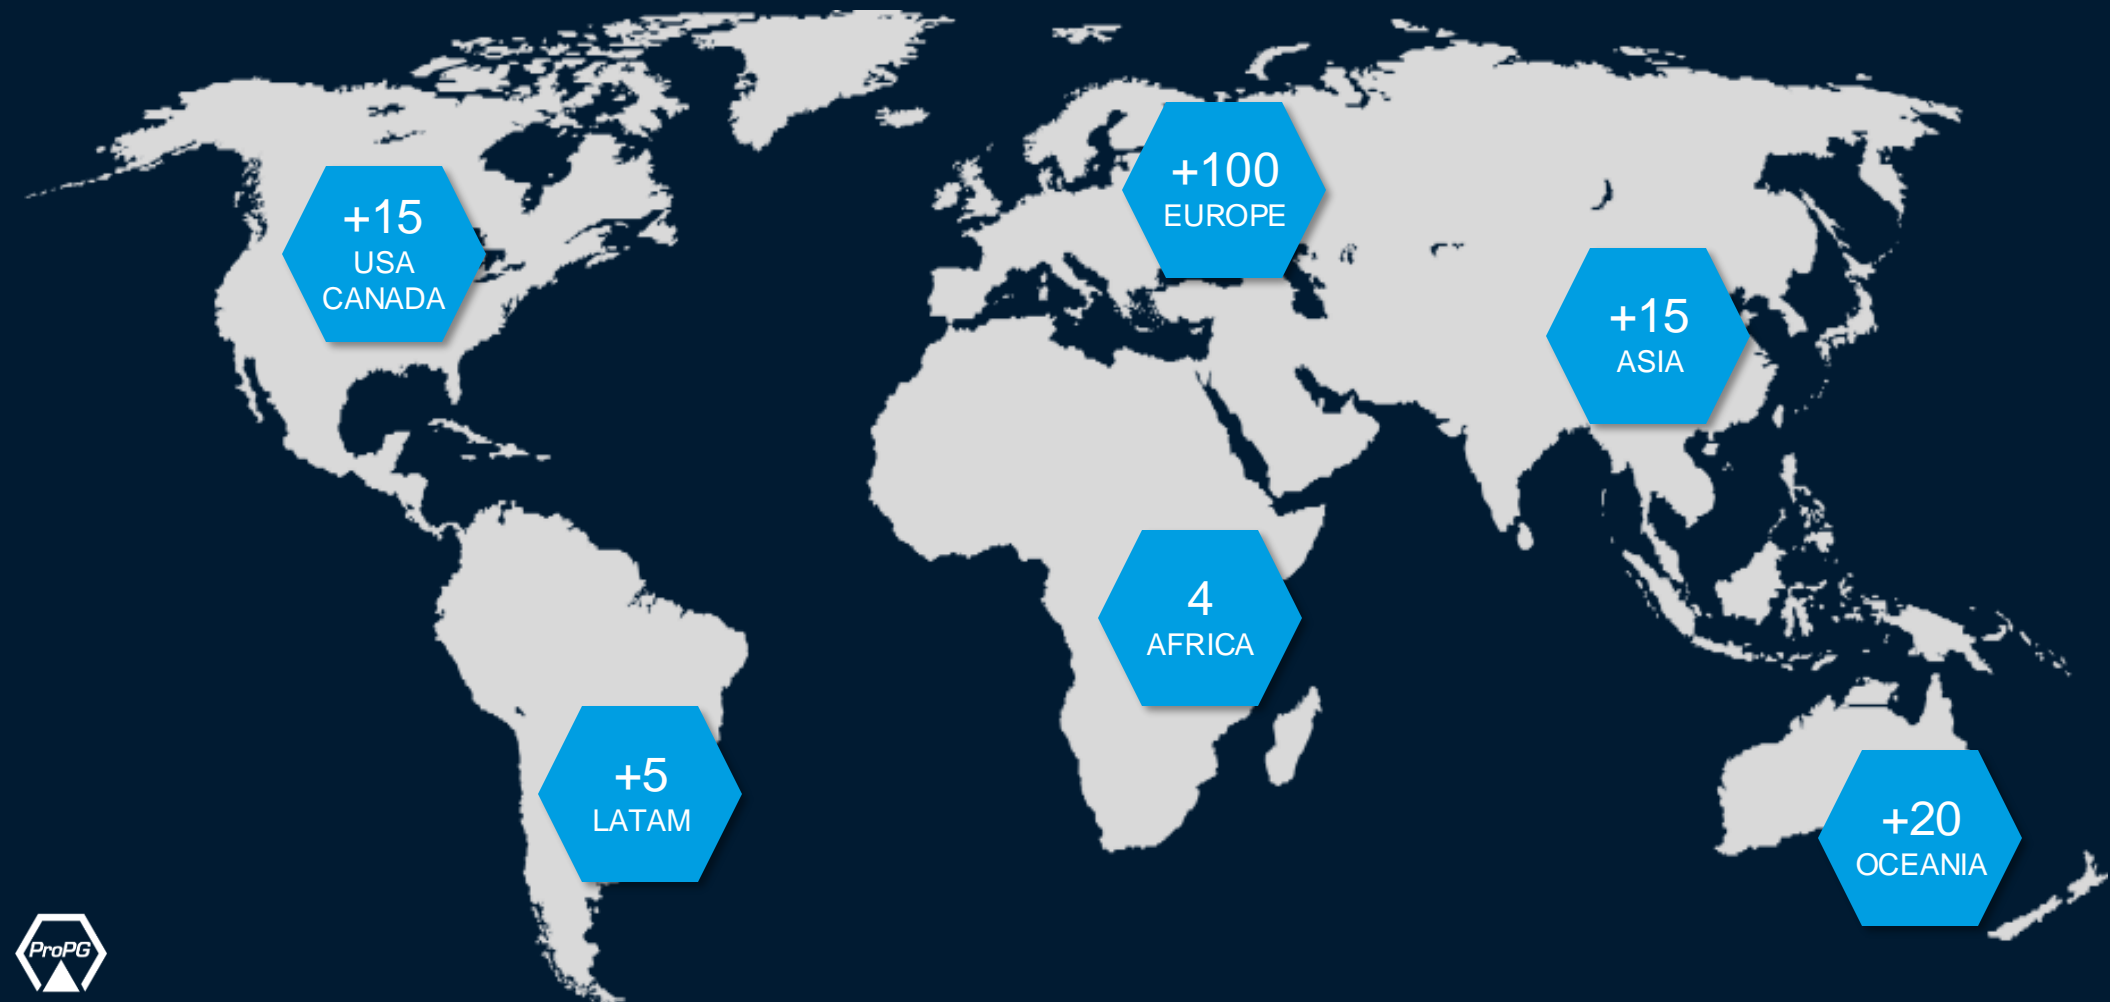 +15
USA
CANADA
+100
EUROPE
+15
ASIA
4
AFRICA
+5
LATAM
+20
OCEANIA
ProPG